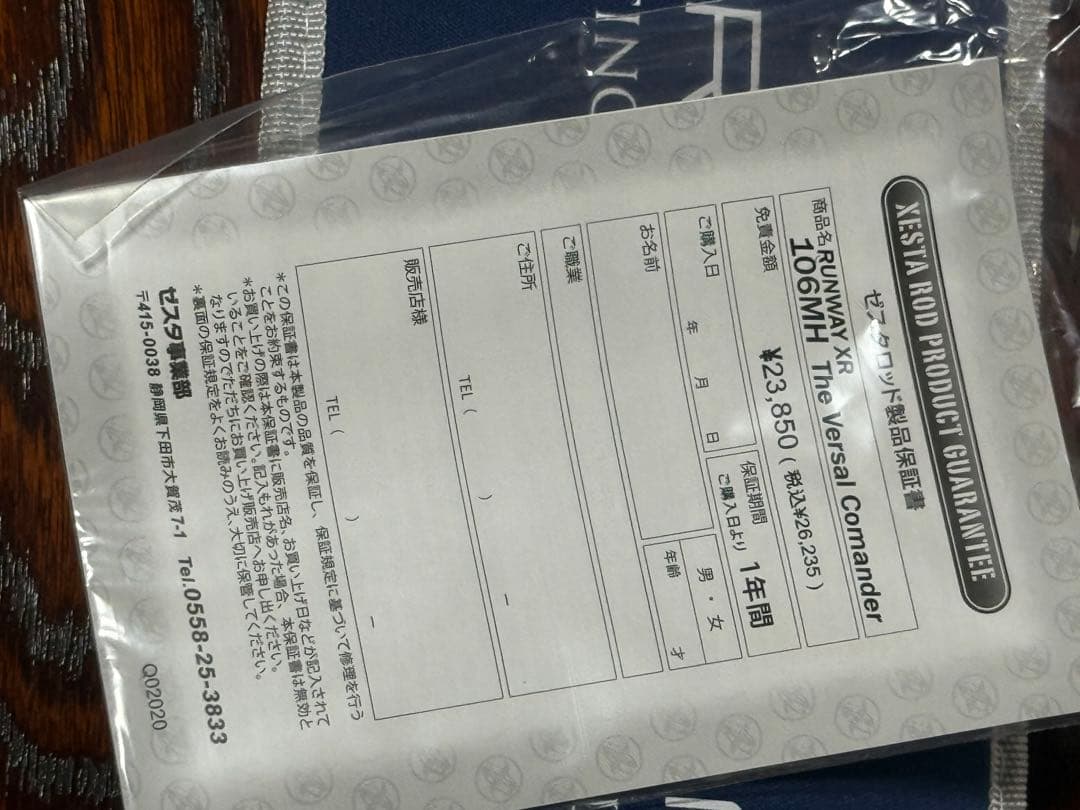 XESTA ROD PRODUCT GUARANTEE
ゼスタロッド製品保証書
商品名 RUNWAY XR
106MH The Versal Comander
免責金額 ¥23,850 ( 税込¥26,235 )
ご購入日 年 月 日
保証期間
ご購入日より 1年間
お名前
男・女
年齢 才
ご職業
ご住所
TEL ( ) -
販売店様
TEL ( ) -
*この保証書は本製品の品質を保証し、保証規定に基づいて修理を行う
ことをお約束するものです。
*お買い上げの際は本保証書に販売店名、お買い上げ日などが記入されて
いることをご確認ください。記入もれがあった場合、本保証書は無効と
なりますのでただちにお買い上げ販売店へお申し出ください。
*裏面の保証規定をよくお読みのうえ、大切に保管してください。
ゼスタ事業部
〒415-0038 静岡県下田市大賀茂 7-1 Tel.0558-25-3833
Q02020